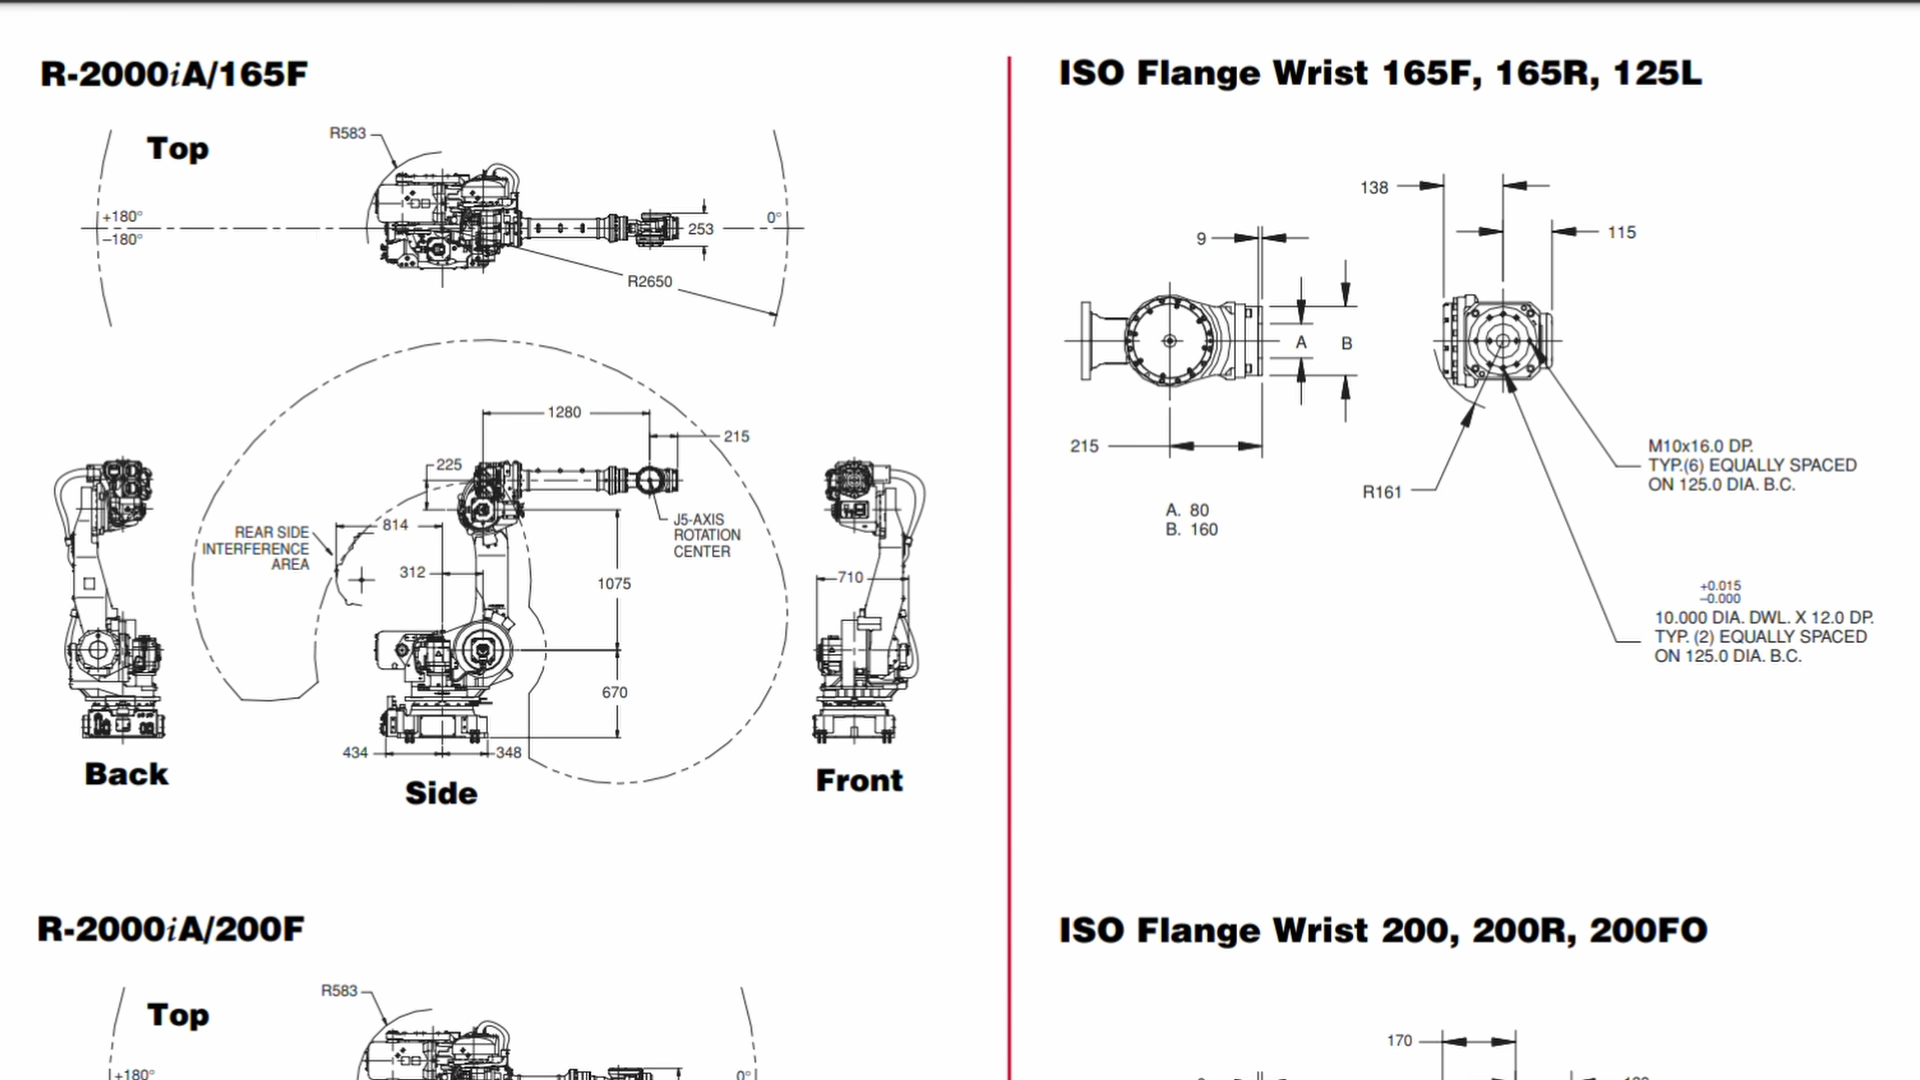 R-2000iA/165F
Top
R583
+180°
–180°
0°
253
R2650
1280
215
225
814
REAR SIDE
INTERFERENCE
AREA
J5-AXIS
ROTATION
CENTER
312
1075
710
670
434
348
Back
Side
Front
ISO Flange Wrist 165F, 165R, 125L
138
115
9
A
B
215
R161
A. 80
B. 160
M10x16.0 DP.
TYP.(6) EQUALLY SPACED
ON 125.0 DIA. B.C.
+0.015
–0.000
10.000 DIA. DWL. X 12.0 DP.
TYP. (2) EQUALLY SPACED
ON 125.0 DIA. B.C.
R-2000iA/200F
Top
R583
+180°
0°
ISO Flange Wrist 200, 200R, 200FO
170